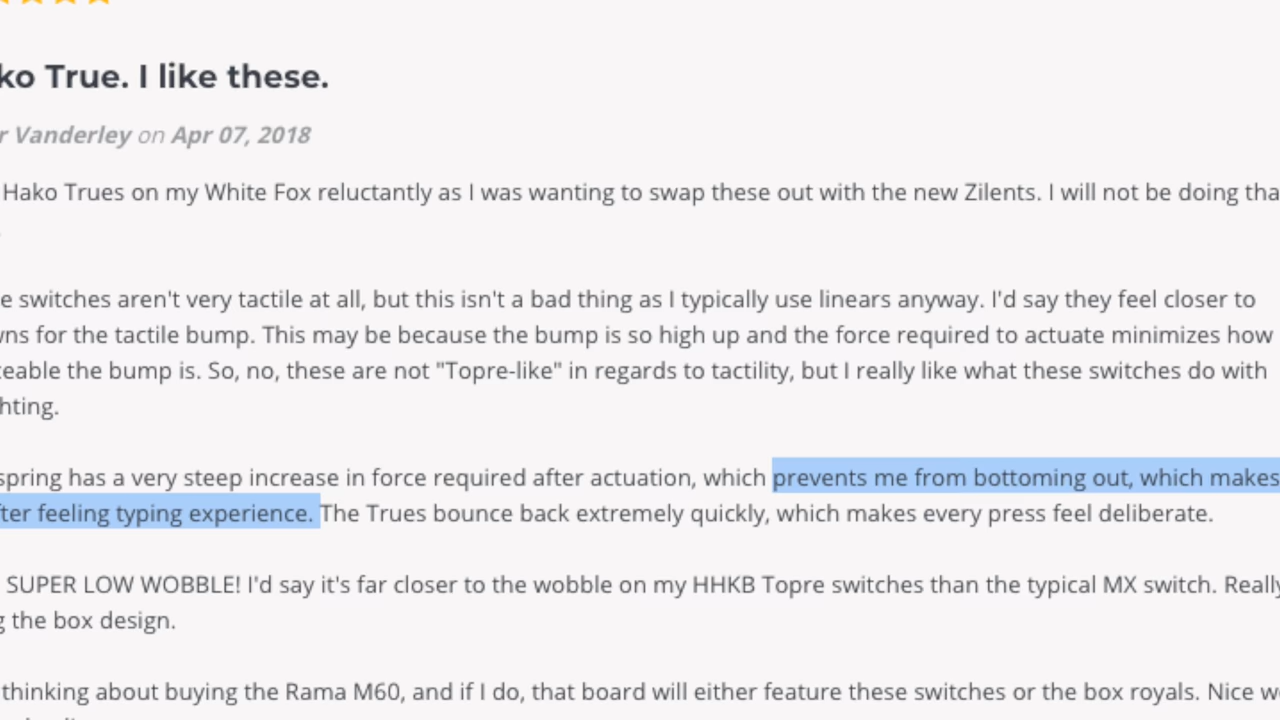 ko True. I like these.
r Vanderley on Apr 07, 2018
Hako Trues on my White Fox reluctantly as I was wanting to swap these out with the new Zilents. I will not be doing tha
.
e switches aren't very tactile at all, but this isn't a bad thing as I typically use linears anyway. I'd say they feel closer to
wns for the tactile bump. This may be because the bump is so high up and the force required to actuate minimizes how
ceable the bump is. So, no, these are not "Topre-like" in regards to tactility, but I really like what these switches do with
hting.
spring has a very steep increase in force required after actuation, which prevents me from bottoming out, which makes
fter feeling typing experience. The Trues bounce back extremely quickly, which makes every press feel deliberate.
SUPER LOW WOBBLE! I'd say it's far closer to the wobble on my HHKB Topre switches than the typical MX switch. Really
g the box design.
thinking about buying the Rama M60, and if I do, that board will either feature these switches or the box royals. Nice w